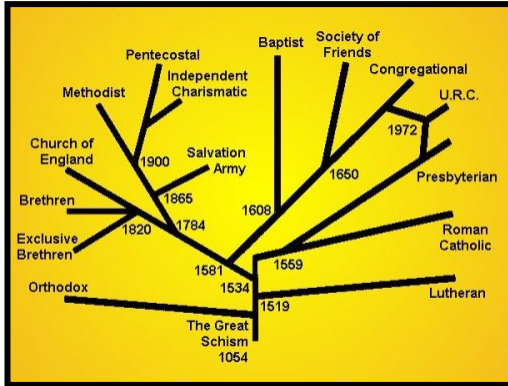 Pentecostal
Independent
Charismatic
Baptist
Society of
Friends
Congregational
U.R.C.
Methodist
1972
Church of
England
1900
Salvation
Army
1650
Presbyterian
1865
Brethren
1784
1608
1820
Roman
Catholic
Exclusive
Brethren
1581
1559
1534
Orthodox
1519
Lutheran
The Great
Schism
1054